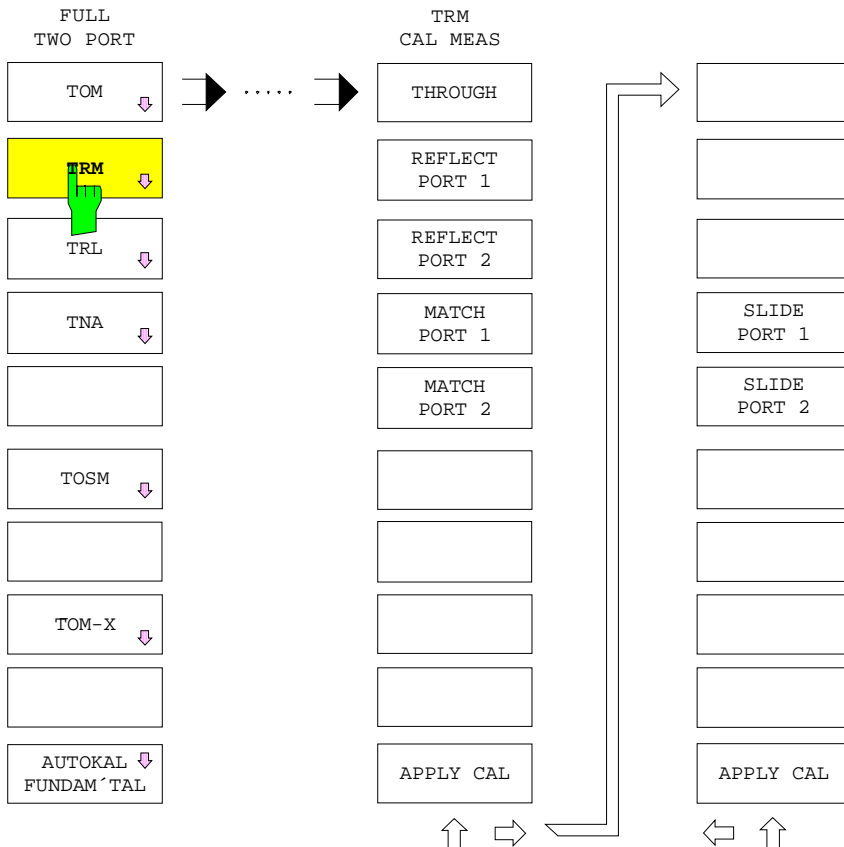 FULL
TWO PORT
TOM
TRM
TRL
TNA
TOSM
TOM-X
AUTOKAL
FUNDAM´TAL
.....
TRM
CAL MEAS
THROUGH
REFLECT
PORT 1
REFLECT
PORT 2
MATCH
PORT 1
MATCH
PORT 2
APPLY CAL
SLIDE
PORT 1
SLIDE
PORT 2
APPLY CAL